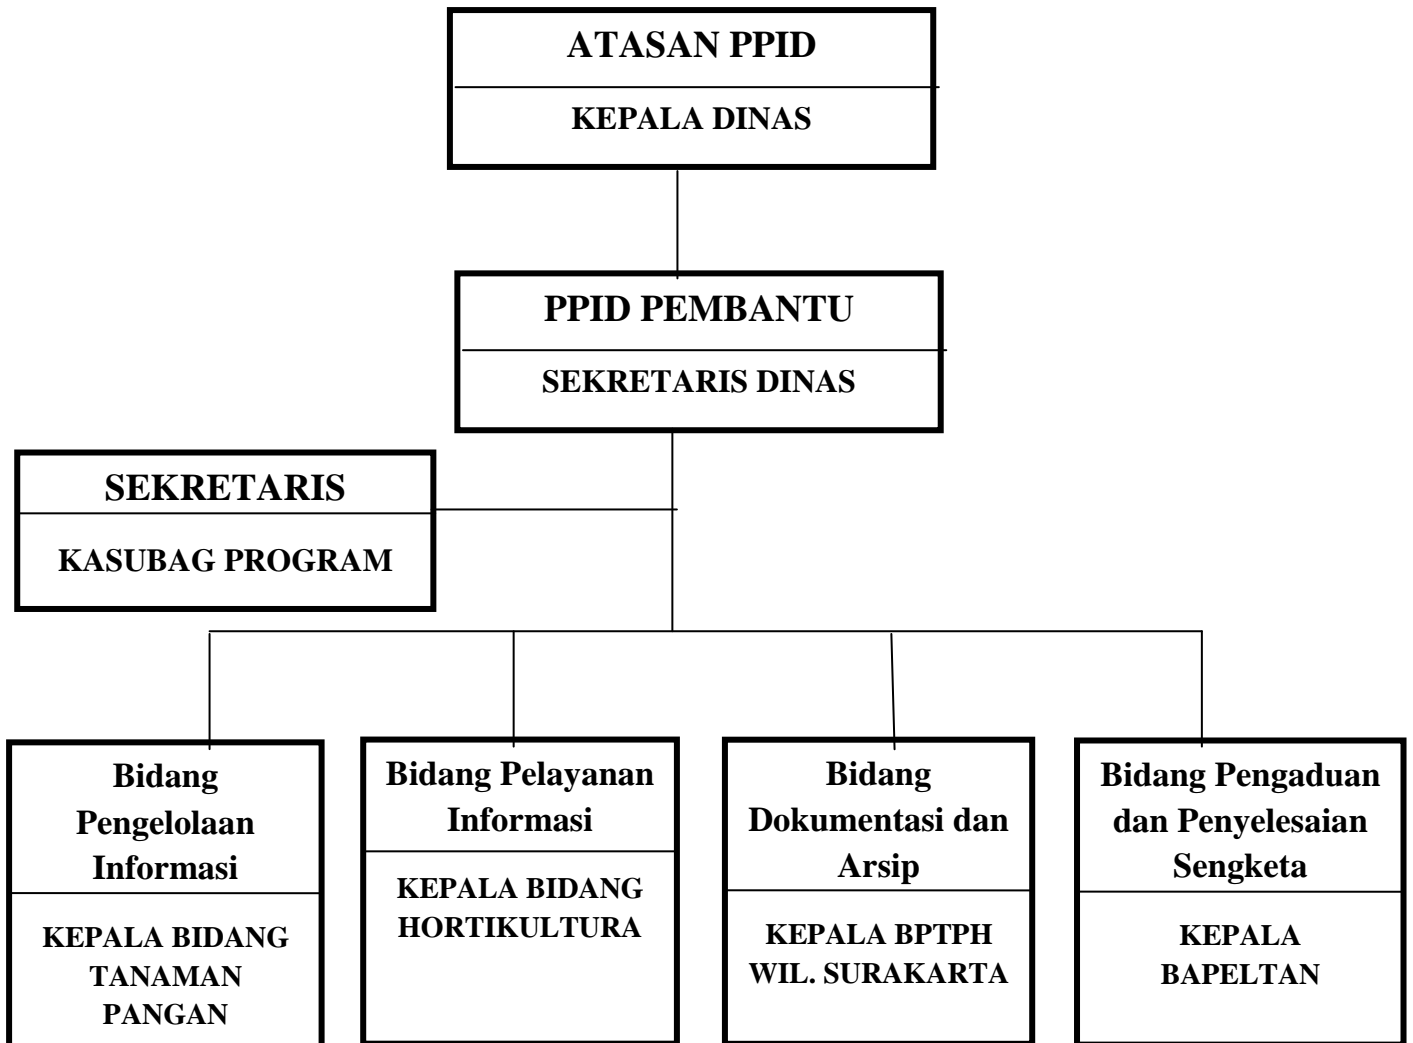 ATASAN PPID
KEPALA DINAS
PPID PEMBANTU
SEKRETARIS DINAS
SEKRETARIS
KASUBAG PROGRAM
Bidang
Pengelolaan
Informasi
KEPALA BIDANG
TANAMAN
PANGAN
Bidang Pelayanan
Informasi
KEPALA BIDANG
HORTIKULTURA
Bidang
Dokumentasi dan
Arsip
KEPALA BPTPH
WIL. SURAKARTA
Bidang Pengaduan
dan Penyelesaian
Sengketa
KEPALA
BAPELTAN